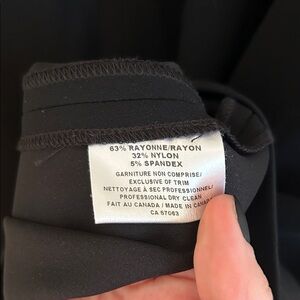 63% RAYONNE/RAYON
32% NYLON
5% SPANDEX
GARNITURE NON COMPRISE/
EXCLUSIVE OF TRIM
NETTOYAGE A SEC PROFESSIONNEL/
PROFESSIONAL DRY CLEAN
FAIT AU CANADA / MADE IN CANADA
CA 57063